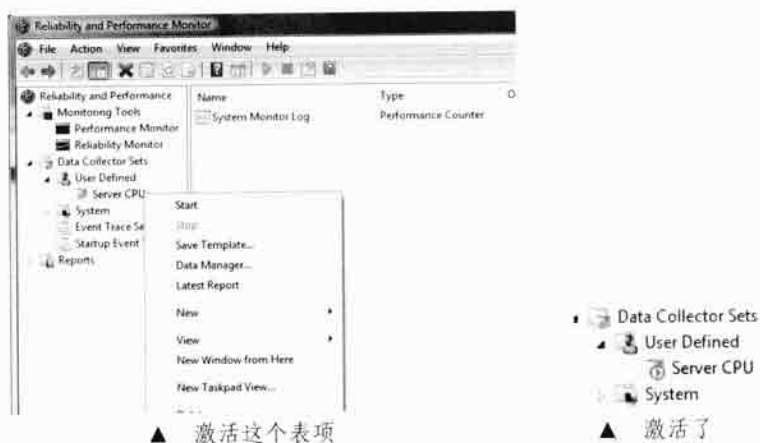 Reliability and Performance Monitor
File Action View Favorites Window Help
Reliability and Performance
Monitoring Tools
Performance Monitor
Reliability Monitor
Data Collector Sets
User Defined
Server CPU
System
Event Trace Se
Startup Event
Reports
Name Type O
System Monitor Log Performance Counter
Start
Stop
Save Template...
Data Manager...
Latest Report
New
View
New Window from Here
New Taskpad View...
▲ 激活这个表项
Data Collector Sets
User Defined
Server CPU
System
▲ 激活了